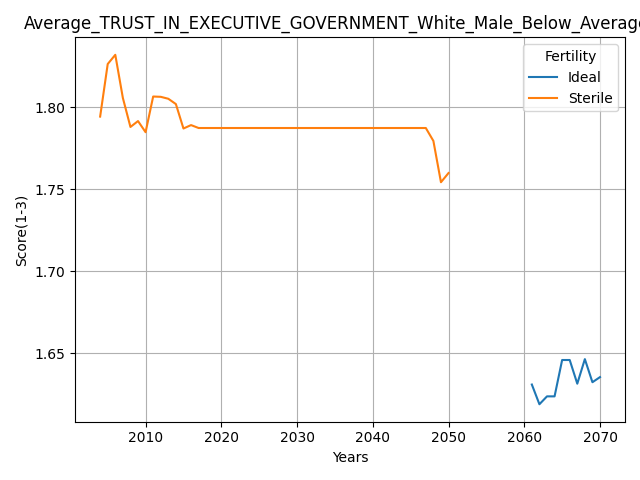 Average_TRUST_IN_EXECUTIVE_GOVERNMENT_White_Male_Below_Average
Fertility
Ideal
Sterile
1.80
1.75
1.70
1.65
Score(1-3)
2010 2020 2030 2040 2050 2060 2070
Years